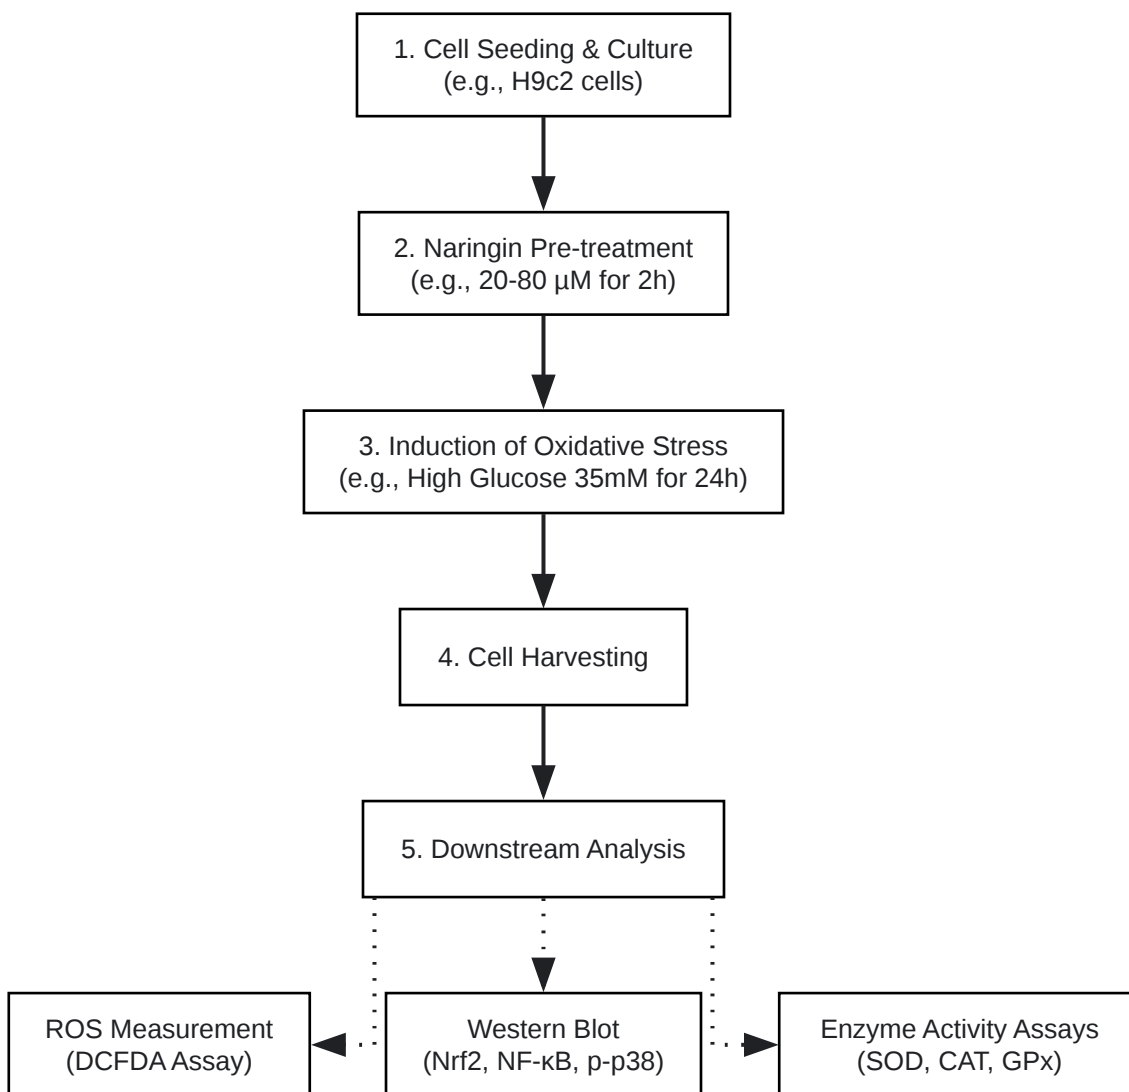 1. Cell Seeding & Culture
(e.g., H9c2 cells)
2. Naringin Pre-treatment
(e.g., 20-80 µM for 2h)
3. Induction of Oxidative Stress
(e.g., High Glucose 35mM for 24h)
4. Cell Harvesting
5. Downstream Analysis
ROS Measurement
(DCFDA Assay)
Western Blot
(Nrf2, NF-κB, p-p38)
Enzyme Activity Assays
(SOD, CAT, GPx)